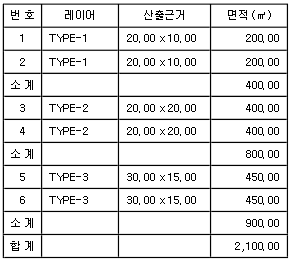 번 호 레이어 산출근거 면적(㎡)
1 TYPE-1 20.00 x 10.00 200.00
2 TYPE-1 20.00 x 10.00 200.00
소 계 400.00
3 TYPE-2 20.00 x 20.00 400.00
4 TYPE-2 20.00 x 20.00 400.00
소 계 800.00
5 TYPE-3 30.00 x 15.00 450.00
6 TYPE-3 30.00 x 15.00 450.00
소 계 900.00
합 계 2,100.00